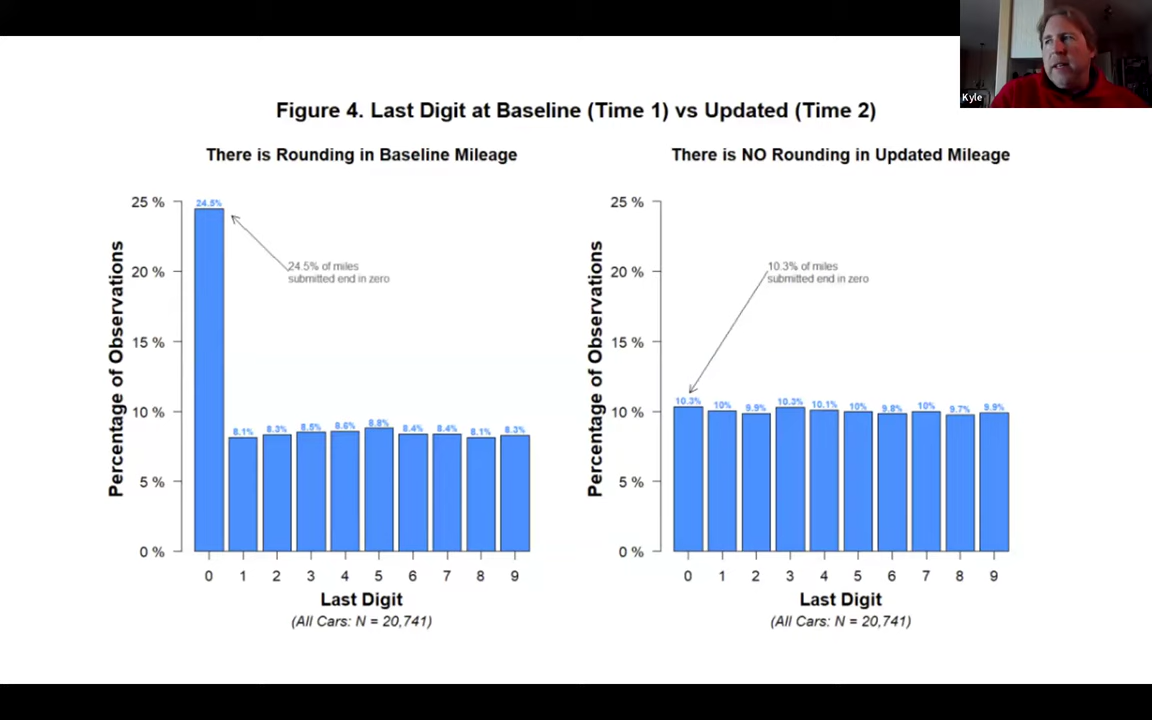 Kyle
Figure 4. Last Digit at Baseline (Time 1) vs Updated (Time 2)
There is Rounding in Baseline Mileage
25 %
20 %
15 %
10 %
5 %
0 %
Percentage of Observations
24.5%
8.1%
8.3%
8.5%
8.6%
8.8%
8.4%
8.4%
8.1%
8.3%
24.5% of miles
submitted end in zero
0 1 2 3 4 5 6 7 8 9
Last Digit
(All Cars: N = 20,741)
There is NO Rounding in Updated Mileage
25 %
20 %
15 %
10 %
5 %
0 %
Percentage of Observations
10.3%
10%
9.9%
10.3%
10.1%
10%
9.8%
10%
9.7%
9.9%
10.3% of miles
submitted end in zero
0 1 2 3 4 5 6 7 8 9
Last Digit
(All Cars: N = 20,741)